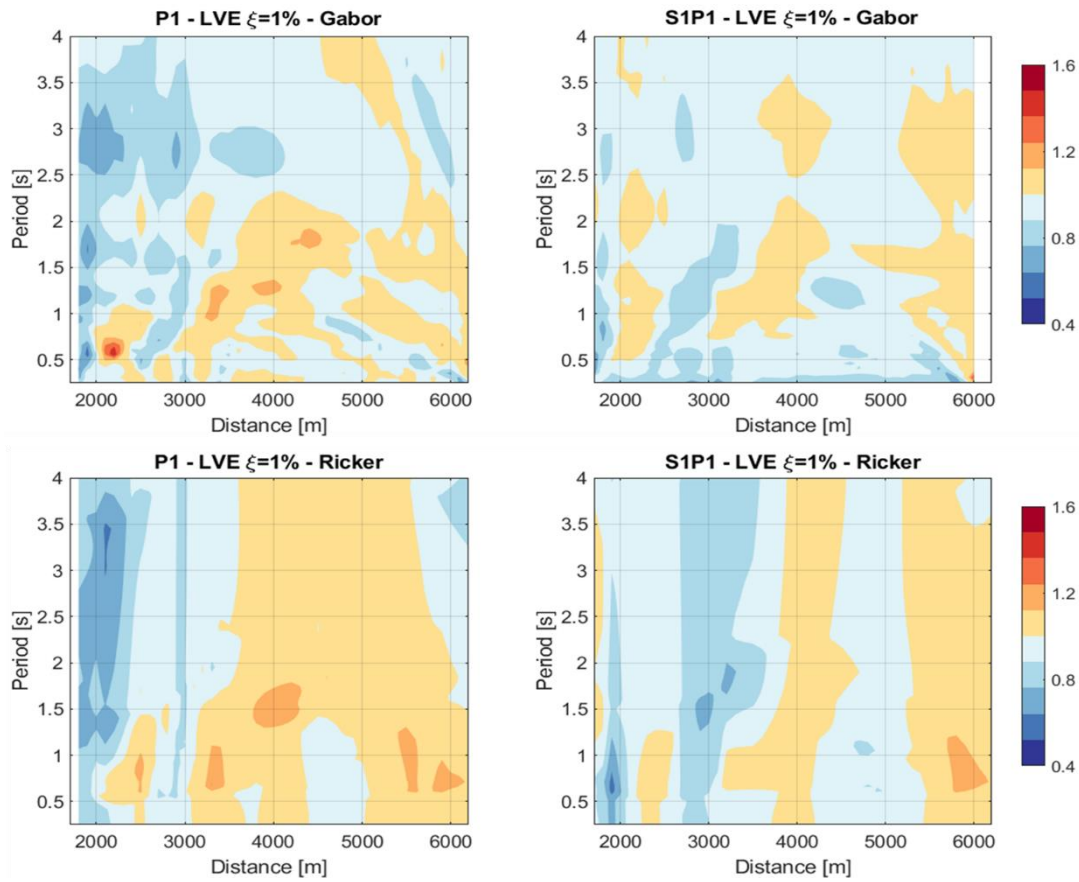 P1 - LVE ξ=1% - Gabor
S1P1 - LVE ξ=1% - Gabor
4
3.5
3
2.5
2
1.5
1
0.5
Period [s]
2000 3000 4000 5000 6000
Distance [m]
4
3.5
3
2.5
2
1.5
1
0.5
Period [s]
2000 3000 4000 5000 6000
Distance [m]
1.6
1.2
0.8
0.4
P1 - LVE ξ=1% - Ricker
S1P1 - LVE ξ=1% - Ricker
4
3.5
3
2.5
2
1.5
1
0.5
Period [s]
2000 3000 4000 5000 6000
Distance [m]
4
3.5
3
2.5
2
1.5
1
0.5
Period [s]
2000 3000 4000 5000 6000
Distance [m]
1.6
1.2
0.8
0.4